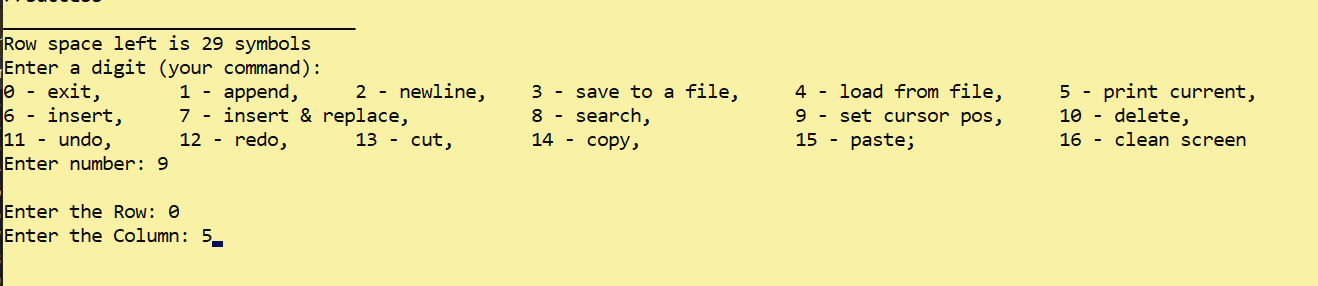 Row space left is 29 symbols
Enter a digit (your command):
0 - exit, 1 - append, 2 - newline, 3 - save to a file, 4 - load from file, 5 - print current,
6 - insert, 7 - insert & replace, 8 - search, 9 - set cursor pos, 10 - delete,
11 - undo, 12 - redo, 13 - cut, 14 - copy, 15 - paste; 16 - clean screen
Enter number: 9
Enter the Row: 0
Enter the Column: 5